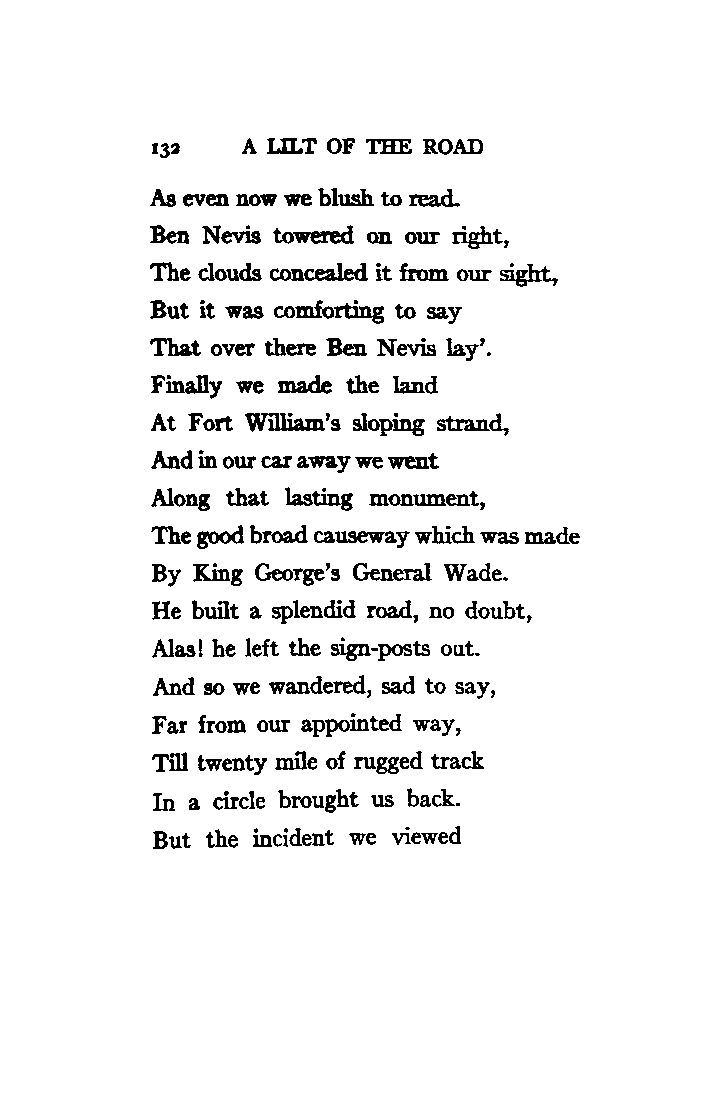 132 A LILT OF THE ROAD
As even now we blush to read.
Ben Nevis towered on our right,
The clouds concealed it from our sight,
But it was comforting to say
That over there Ben Nevis lay'.
Finally we made the land
At Fort William's sloping strand,
And in our car away we went
Along that lasting monument,
The good broad causeway which was made
By King George's General Wade.
He built a splendid road, no doubt,
Alas! he left the sign-posts out.
And so we wandered, sad to say,
Far from our appointed way,
Till twenty mile of rugged track
In a circle brought us back.
But the incident we viewed